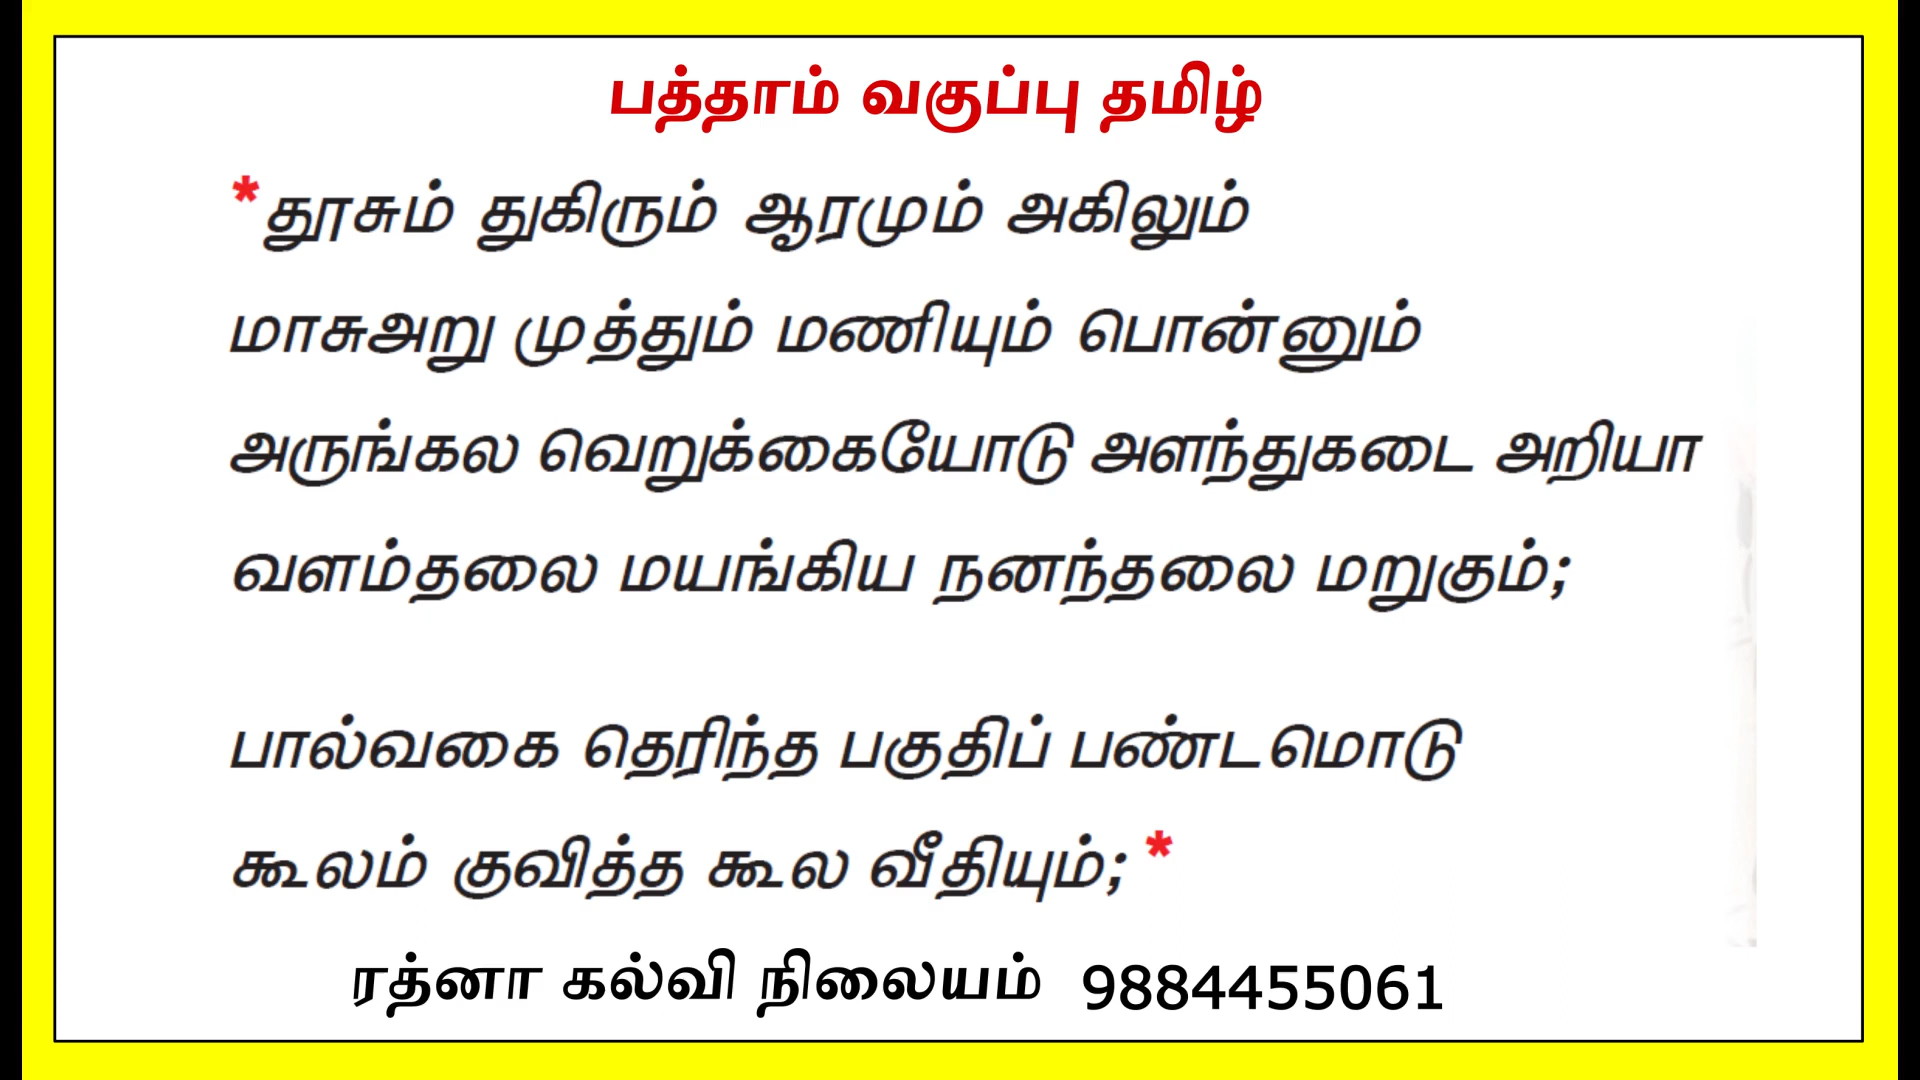 பத்தாம் வகுப்பு தமிழ்
*தூசும் துகிரும் ஆரமும் அகிலும்
மாசுஅறு முத்தும் மணியும் பொன்னும்
அருங்கல வெறுக்கையோடு அளந்துகடை அறியா
வளம்தலை மயங்கிய நனந்தலை மறுகும்;
பால்வகை தெரிந்த பகுதிப் பண்டமொடு
கூலம் குவித்த கூல வீதியும்; *
ரத்னா கல்வி நிலையம் 9884455061